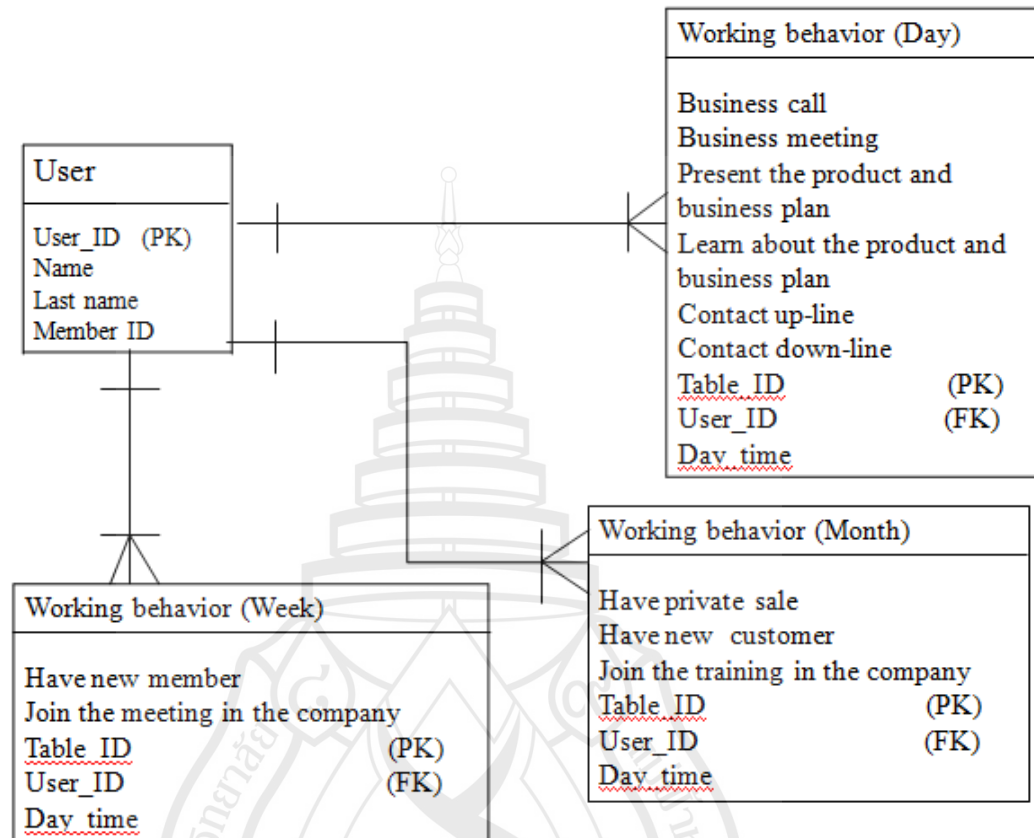 Working behavior (Day)
Business call
Business meeting
Present the product and
business plan
Learn about the product and
business plan
Contact up-line
Contact down-line
Table_ID (PK)
User_ID (FK)
Day_time
User
User_ID (PK)
Name
Last name
Member ID
Working behavior (Month)
Have private sale
Have new customer
Join the training in the company
Table_ID (PK)
User_ID (FK)
Day_time
Working behavior (Week)
Have new member
Join the meeting in the company
Table_ID (PK)
User_ID (FK)
Day_time